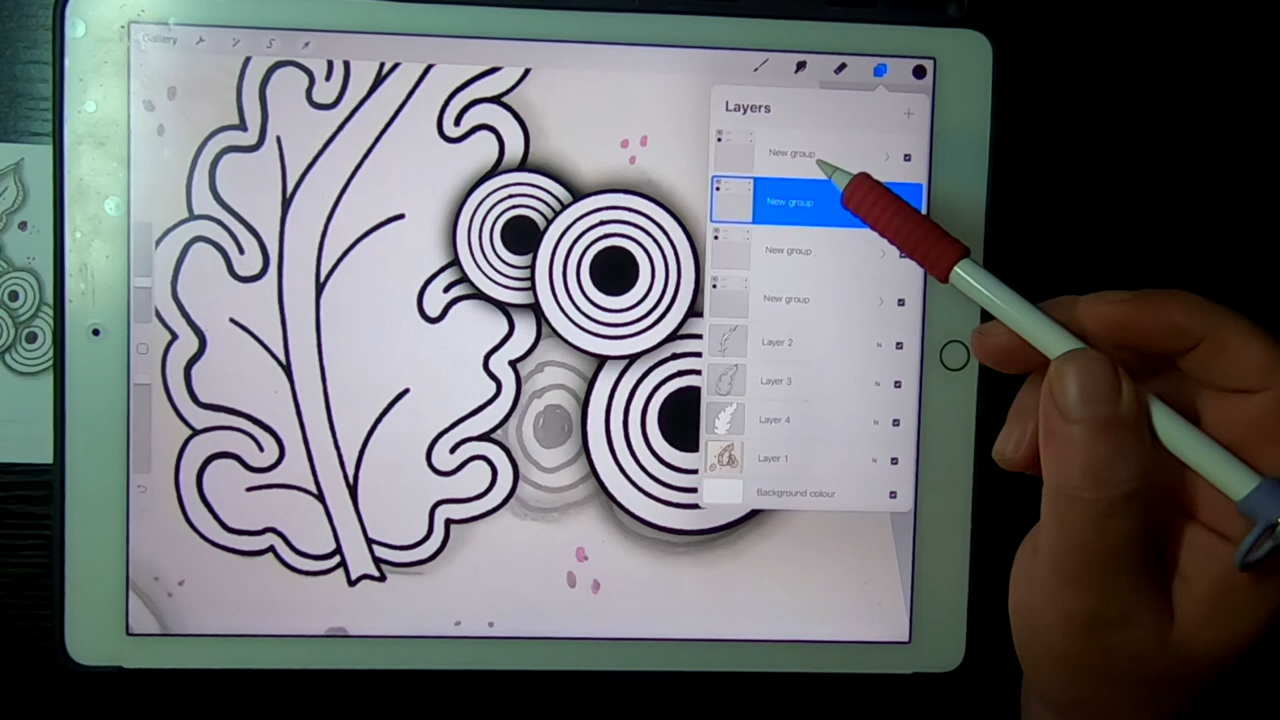 Gallery
Layers
New group
New group
New group
New group
Layer 2
N
Layer 3
N
Layer 4
N
Layer 1
N
Background colour